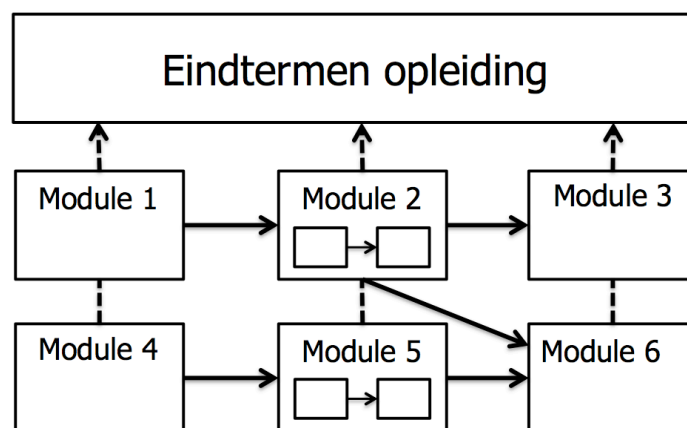 Eindtermen opleiding
Module 1
Module 2
Module 3
Module 4
Module 5
Module 6